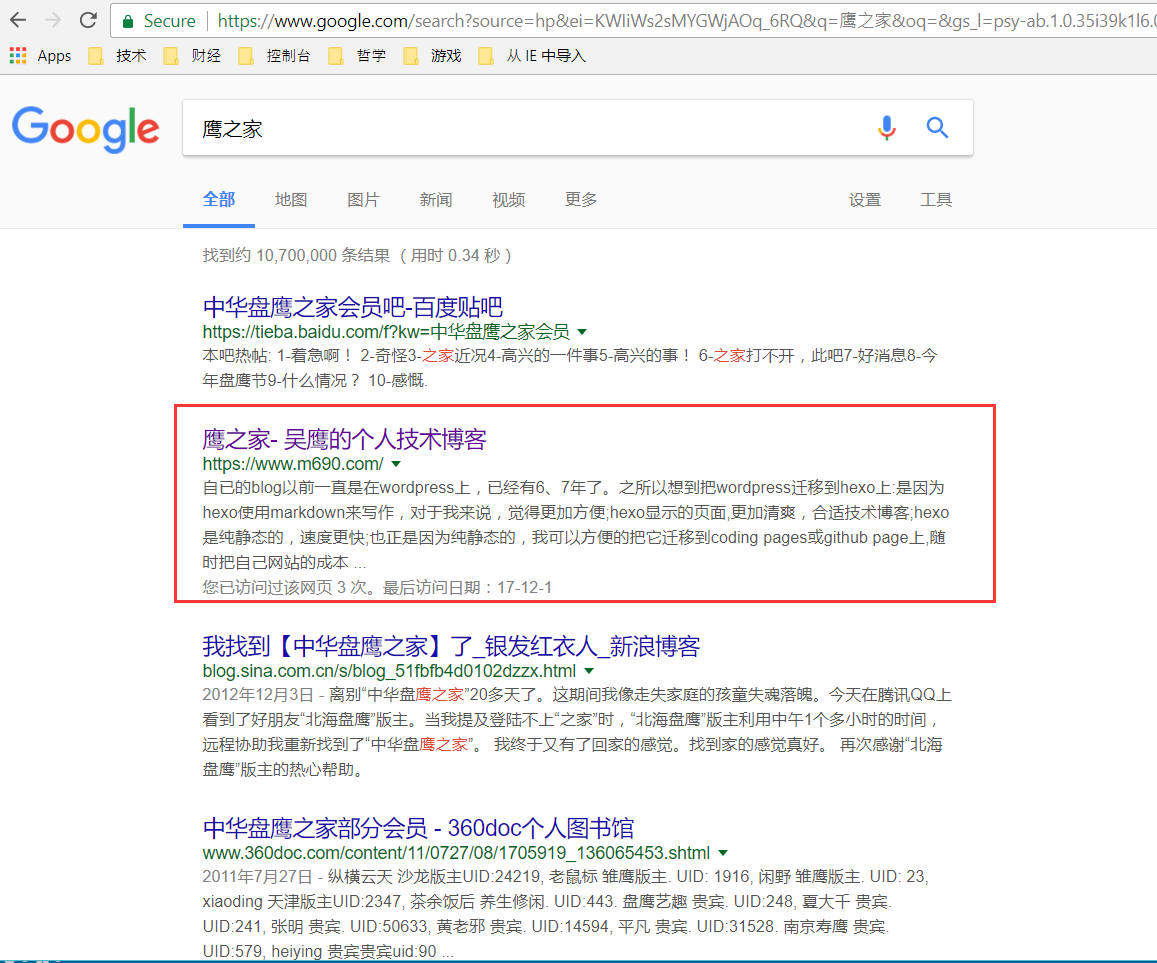 Secure https://www.google.com/search?source=hp&ei=KWIiWs2sMYGWjAOq_6RQ&q=鹰之家&oq=&gs_l=psy-ab.1.0.35i39k1l6.
Apps 技术 财经 控制台 哲学 游戏 从 IE 中导入
Google 鹰之家
全部 地图 图片 新闻 视频 更多 设置 工具
找到约 10,700,000 条结果 （用时 0.34 秒）
中华盘鹰之家会员吧-百度贴吧
https://tieba.baidu.com/f?kw=中华盘鹰之家会员
本吧热帖: 1-着急啊！ 2-奇怪3-之家近况4-高兴的一件事5-高兴的事！ 6-之家打不开，此吧7-好消息8-今
年盘鹰节9-什么情况？ 10-感慨.
鹰之家- 吴鹰的个人技术博客
https://www.m690.com/
自已的blog以前一直是在wordpress上，已经有6、7年了。之所以想到把wordpress迁移到hexo上:是因为
hexo使用markdown来写作，对于我来说，觉得更加方便;hexo显示的页面,更加清爽，合适技术博客;hexo
是纯静态的，速度更快;也正是因为纯静态的，我可以方便的把它迁移到coding pages或github page上,随
时把自己网站的成本 ...
您已访问过该网页 3 次。最后访问日期：17-12-1
我找到【中华盘鹰之家】了_银发红衣人_新浪博客
blog.sina.com.cn/s/blog_51fbfb4d0102dzzx.html
2012年12月3日 - 离别“中华盘鹰之家”20多天了。这期间我像走失家庭的孩童失魂落魄。今天在腾讯QQ上
看到了好朋友“北海盘鹰”版主。当我提及登陆不上“之家”时，“北海盘鹰”版主利用中午1个多小时的时间，
远程协助我重新找到了“中华盘鹰之家”。 我终于又有了回家的感觉。找到家的感觉真好。 再次感谢“北海
盘鹰”版主的热心帮助。
中华盘鹰之家部分会员 - 360doc个人图书馆
www.360doc.com/content/11/0727/08/1705919_136065453.shtml
2011年7月27日 - 纵横云天 沙龙版主UID:24219, 老鼠标 雏鹰版主. UID: 1916, 闲野 雏鹰版主. UID: 23,
xiaoding 天津版主UID:2347, 茶余饭后 养生修闲. UID:443. 盘鹰艺趣 贵宾. UID:248, 夏大千 贵宾.
UID:241, 张明 贵宾. UID:50633, 黄老邪 贵宾. UID:14594, 平凡 贵宾. UID:31528. 南京寿鹰 贵宾.
UID:579, heiying 贵宾贵宾uid:90 ...